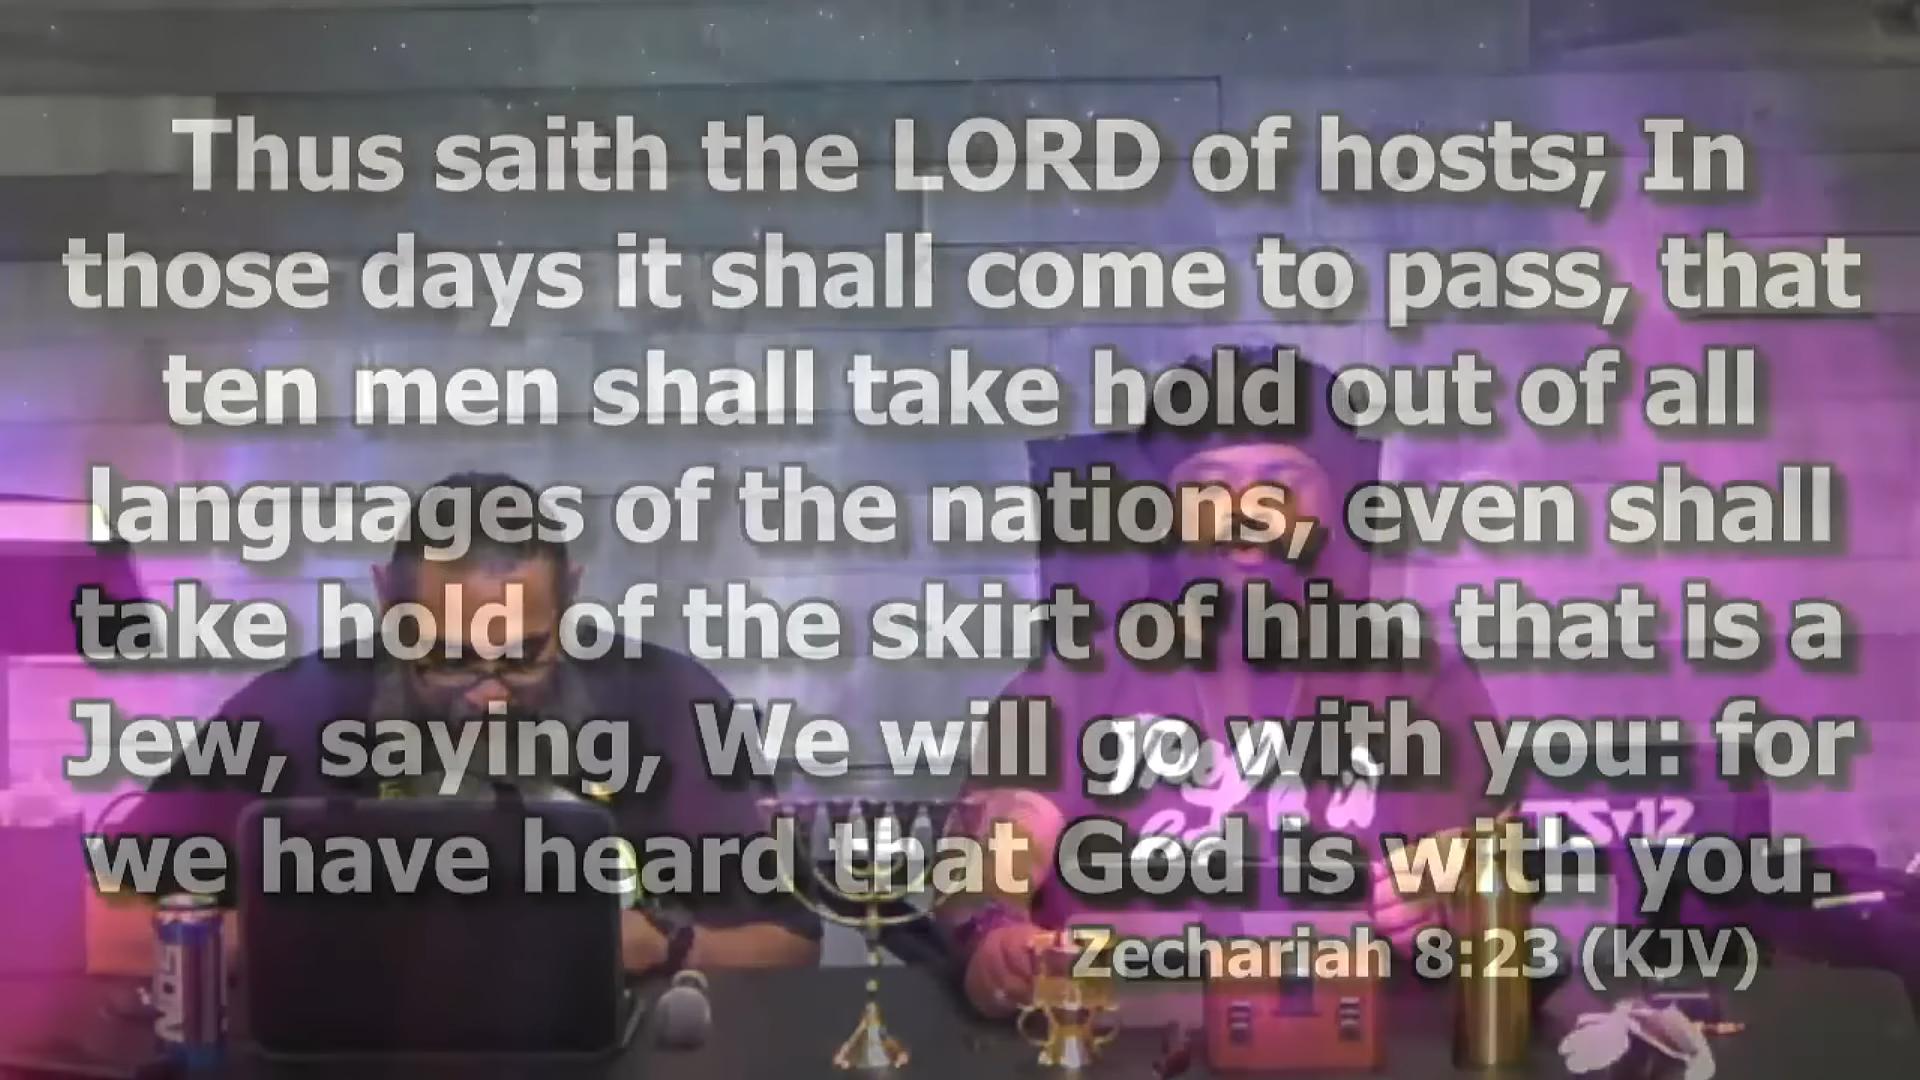 Thus saith the LORD of hosts; In
those days it shall come to pass, that
ten men shall take hold out of all
languages of the nations, even shall
take hold of the skirt of him that is a
Jew, saying, We will go with you: for
we have heard that God is with you.
Zechariah 8:23 (KJV)
NOS